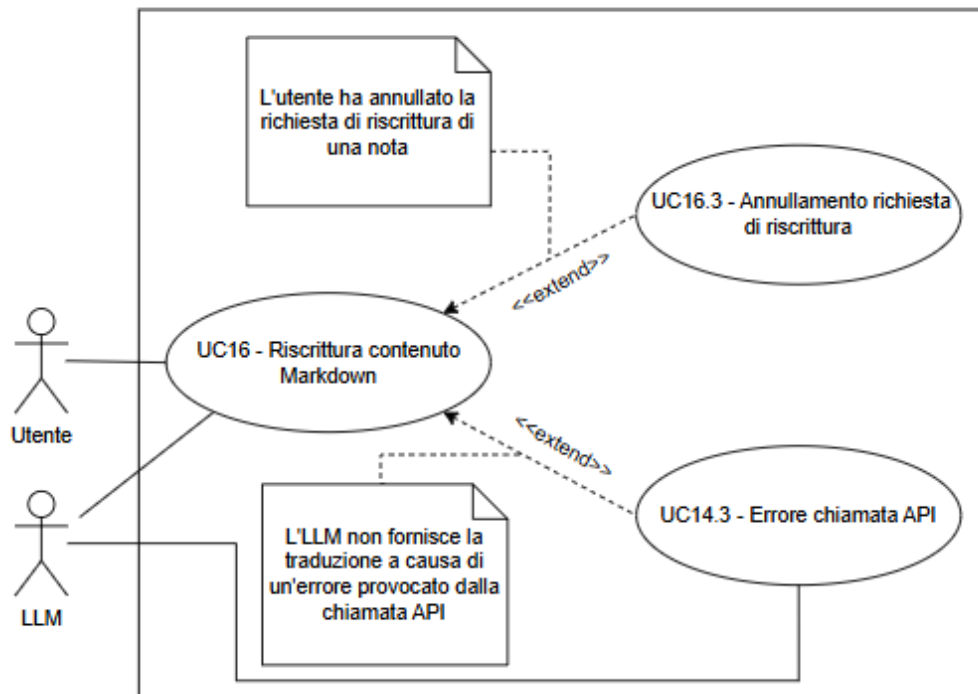 L'utente ha annullato la
richiesta di riscrittura di
una nota
UC16.3 - Annullamento richiesta
di riscrittura
<<extend>>
UC16 - Riscrittura contenuto
Markdown
Utente
<<extend>>
L'LLM non fornisce la
traduzione a causa di
un'errore provocato dalla
chiamata API
UC14.3 - Errore chiamata API
LLM